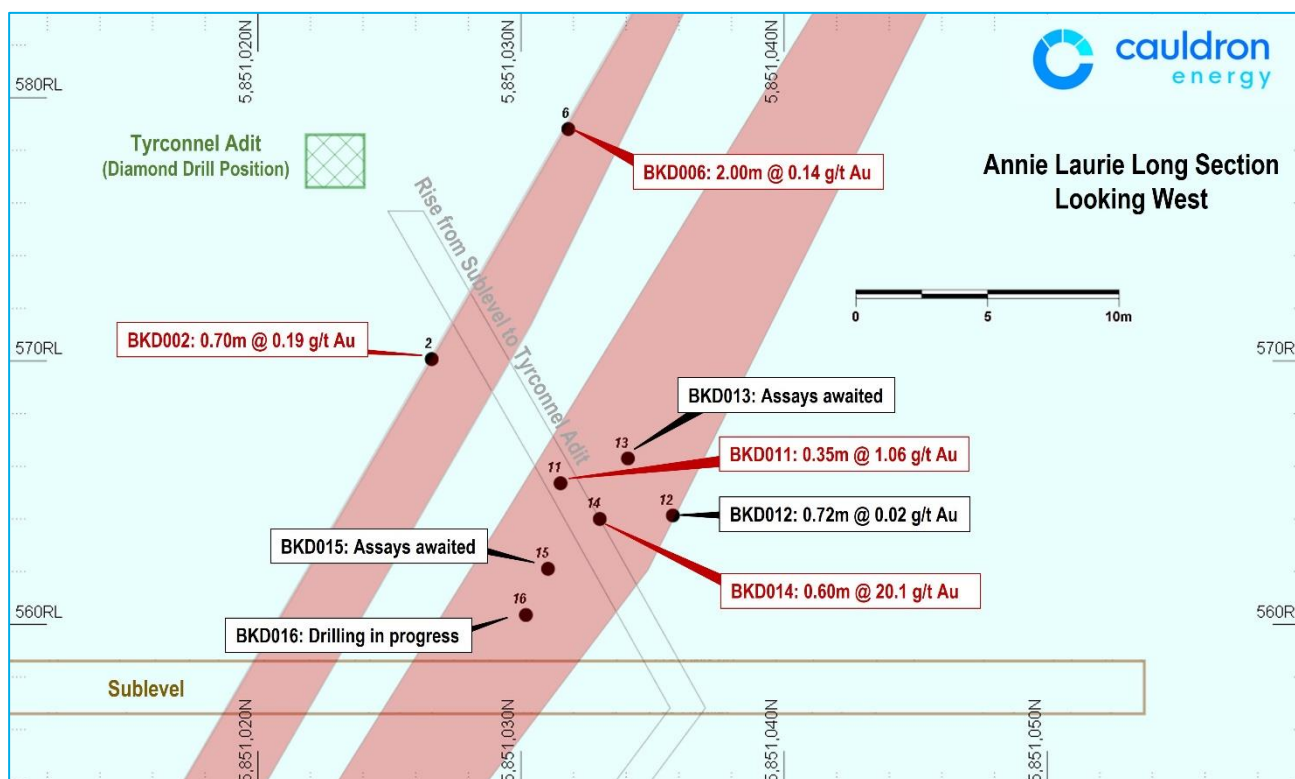 5,851,020N
5,851,030N
5,851,040N
cauldron
energy
580RL
6
Tyrconnel Adit
(Diamond Drill Position)
BKD006: 2.00m @ 0.14 g/t Au
Annie Laurie Long Section
Looking West
Rise from Sublevel to Tyrconnel Adit
0
5
10m
BKD002: 0.70m @ 0.19 g/t Au
2
570RL
570RL
BKD013: Assays awaited
13
BKD011: 0.35m @ 1.06 g/t Au
11
14
12
BKD012: 0.72m @ 0.02 g/t Au
BKD015: Assays awaited
15
BKD014: 0.60m @ 20.1 g/t Au
16
560RL
560RL
BKD016: Drilling in progress
Sublevel
5,851,020N
5,851,030N
5,851,040N
5,851,050N